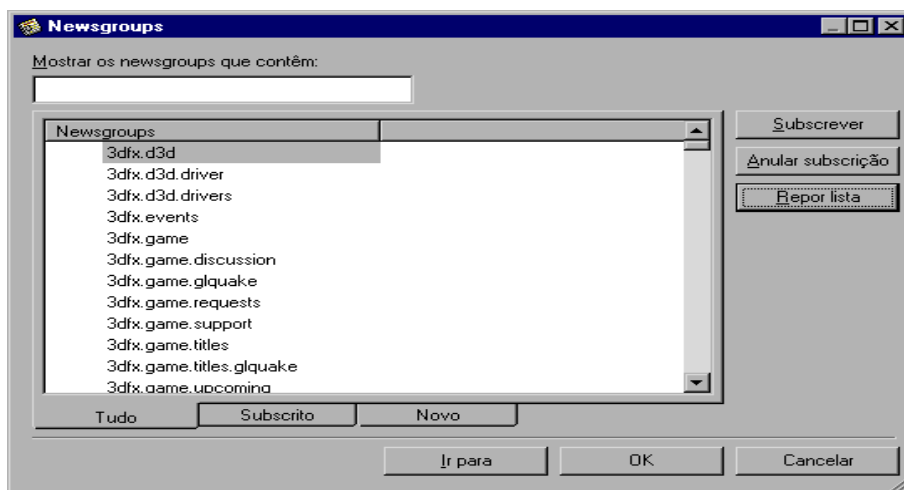 Newsgroups
Mostrar os newsgroups que contêm:
Newsgroups
3dfx.d3d
3dfx.d3d.driver
3dfx.d3d.drivers
3dfx.events
3dfx.game
3dfx.game.discussion
3dfx.game.glquake
3dfx.game.requests
3dfx.game.support
3dfx.game.titles
3dfx.game.titles.glquake
3dfx.game.upcoming
Subscrever
Anular subscrição
Repor lista
Tudo Subscrito Novo
Ir para OK Cancelar